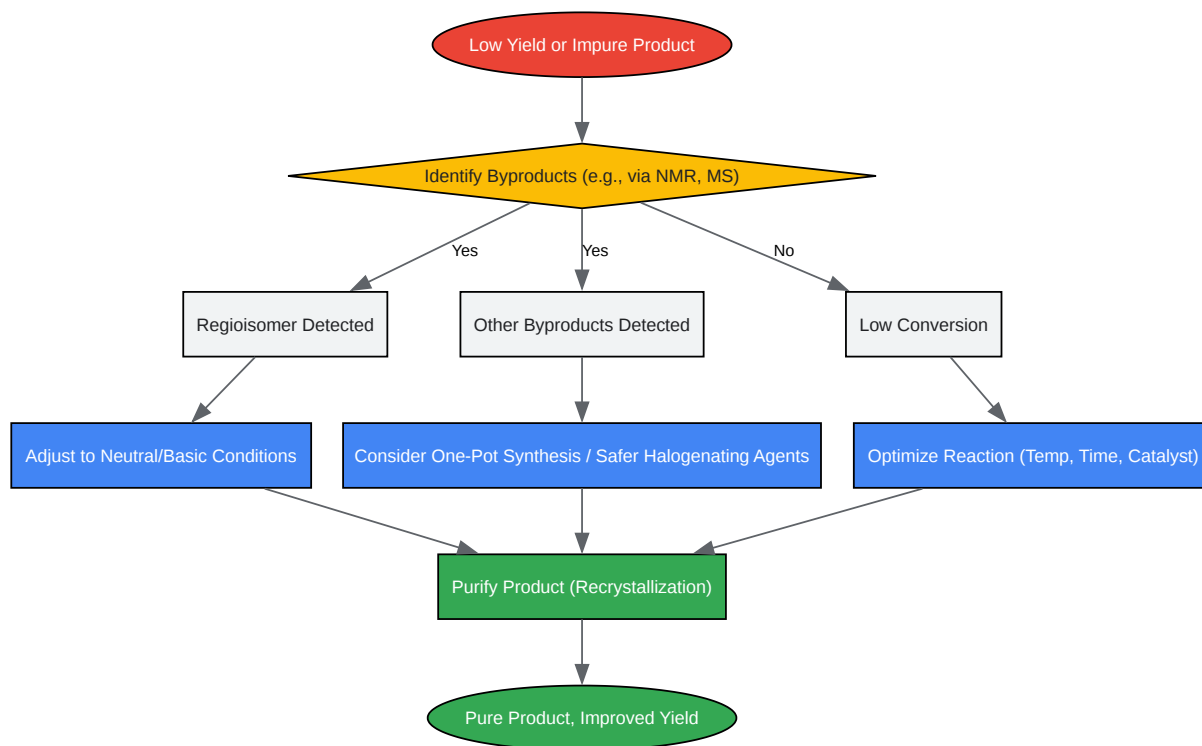 Low Yield or Impure Product
Identify Byproducts (e.g., via NMR, MS)
Yes
Yes
No
Regioisomer Detected
Other Byproducts Detected
Low Conversion
Adjust to Neutral/Basic Conditions
Consider One-Pot Synthesis / Safer Halogenating Agents
Optimize Reaction (Temp, Time, Catalyst)
Purify Product (Recrystallization)
Pure Product, Improved Yield